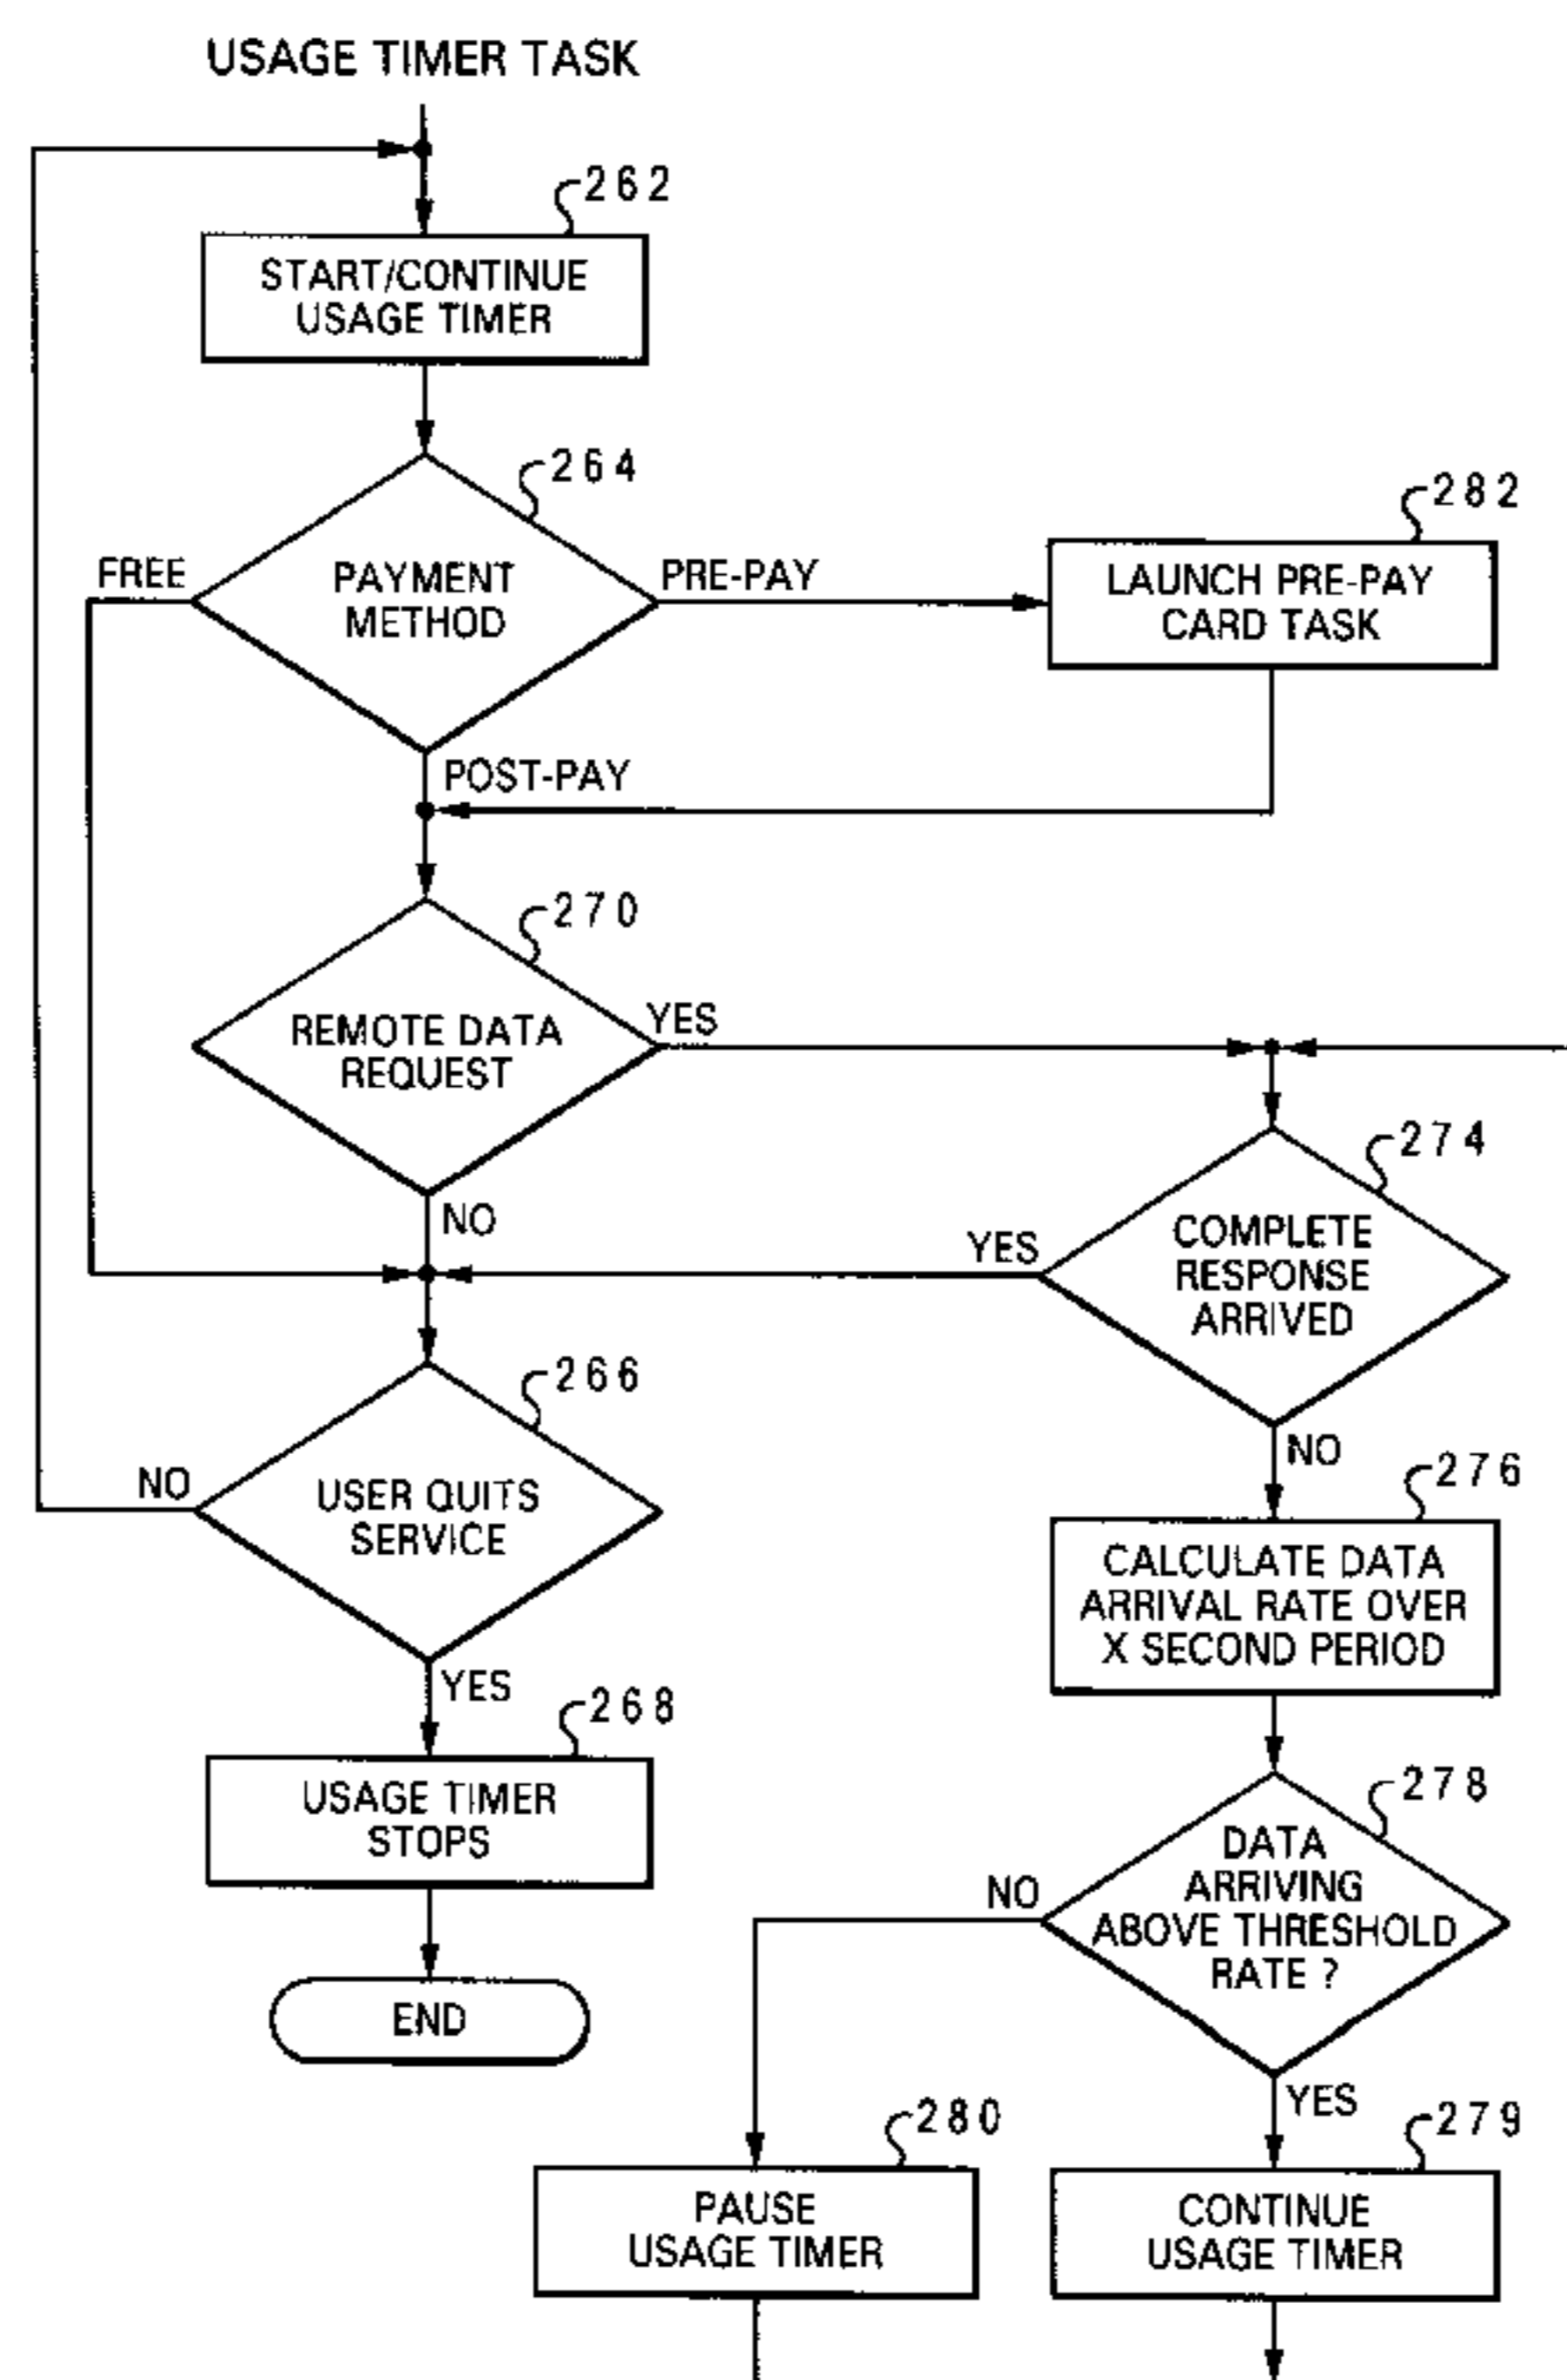 USAGE TIMER TASK
262
START/CONTINUE
USAGE TIMER
264
282
FREE
PAYMENT
METHOD
PRE-PAY
LAUNCH PRE-PAY
CARD TASK
POST-PAY
270
REMOTE DATA
REQUEST
YES
274
NO
YES
COMPLETE
RESPONSE
ARRIVED
266
NO
276
NO
USER QUITS
SERVICE
CALCULATE DATA
ARRIVAL RATE OVER
X SECOND PERIOD
YES
268
USAGE TIMER
STOPS
278
NO
DATA
ARRIVING
ABOVE THRESHOLD
RATE ?
END
YES
280
279
PAUSE
USAGE TIMER
CONTINUE
USAGE TIMER